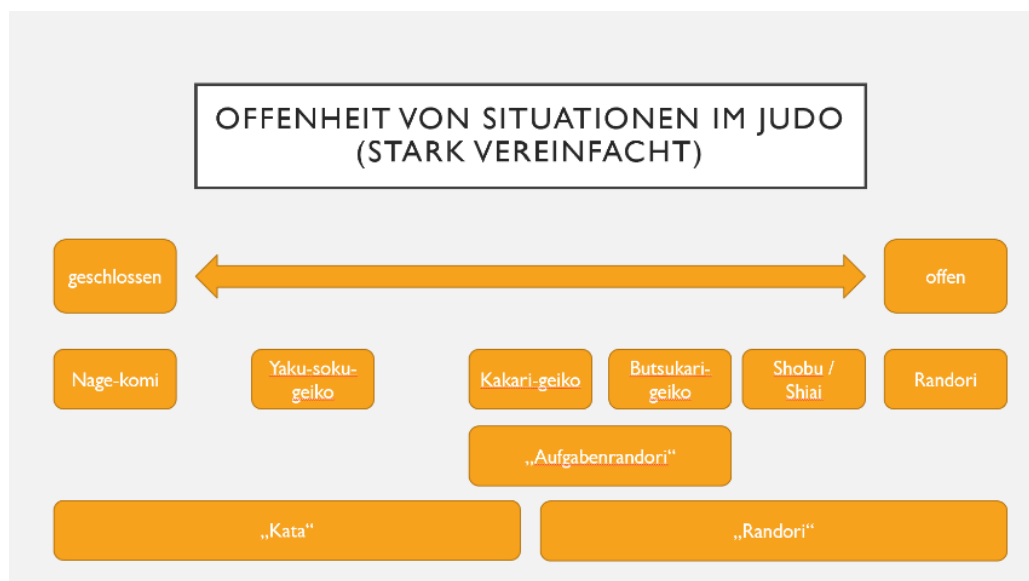 OFFENHEIT VON SITUATIONEN IM JUDO
(STARK VEREINFACHT)
geschlossen
offen
Nage-komi
Yaku-soku-
geiko
Kakari-geiko
Butsukari-
geiko
Shobu /
Shiai
Randori
„Aufgabenrandori“
„Kata“
„Randori“